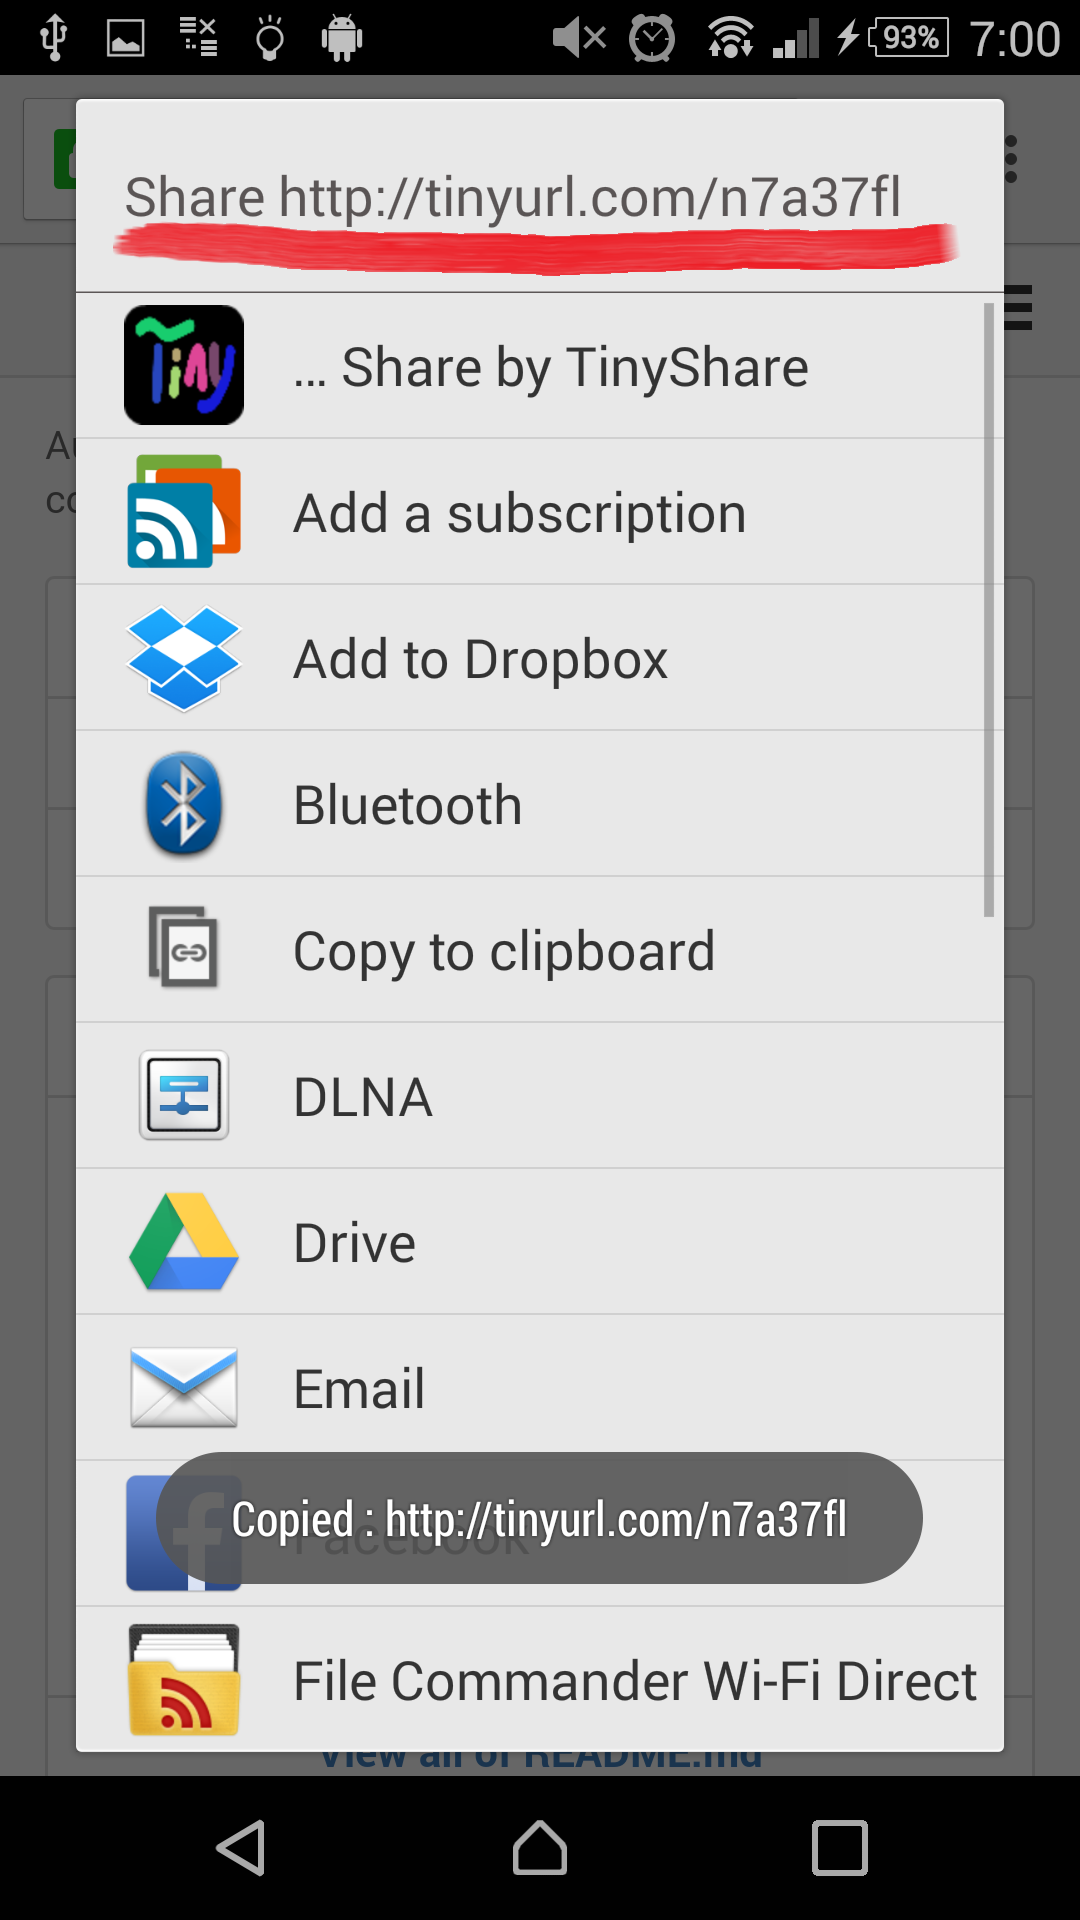 93% 7:00
Share http://tinyurl.com/n7a37fl
Tiny
... Share by TinyShare
Add a subscription
Add to Dropbox
Bluetooth
Copy to clipboard
DLNA
Drive
Email
Facebook
Copied : http://tinyurl.com/n7a37fl
File Commander Wi-Fi Direct
View all of README.md